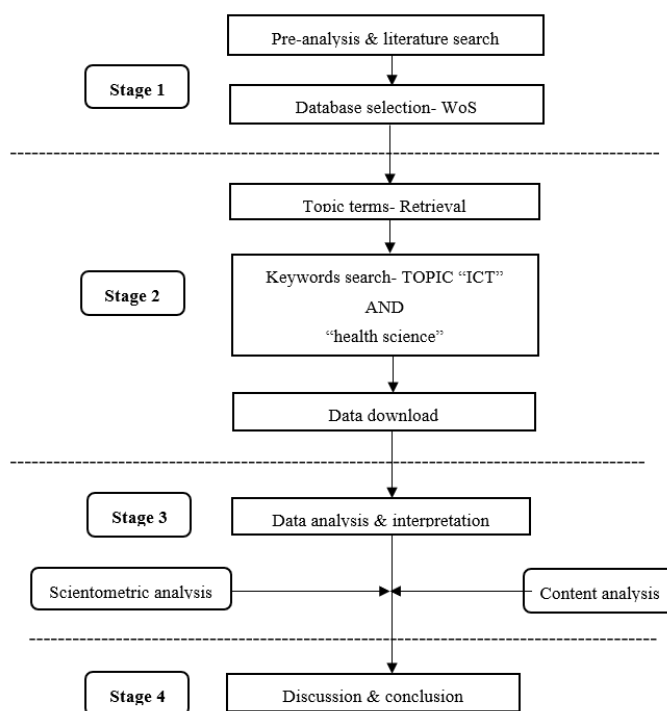 Pre-analysis & literature search
Stage 1
Database selection- WoS
Topic terms- Retrieval
Keywords search- TOPIC “ICT”
AND
“health science”
Stage 2
Data download
Stage 3
Data analysis & interpretation
Scientometric analysis
Content analysis
Stage 4
Discussion & conclusion